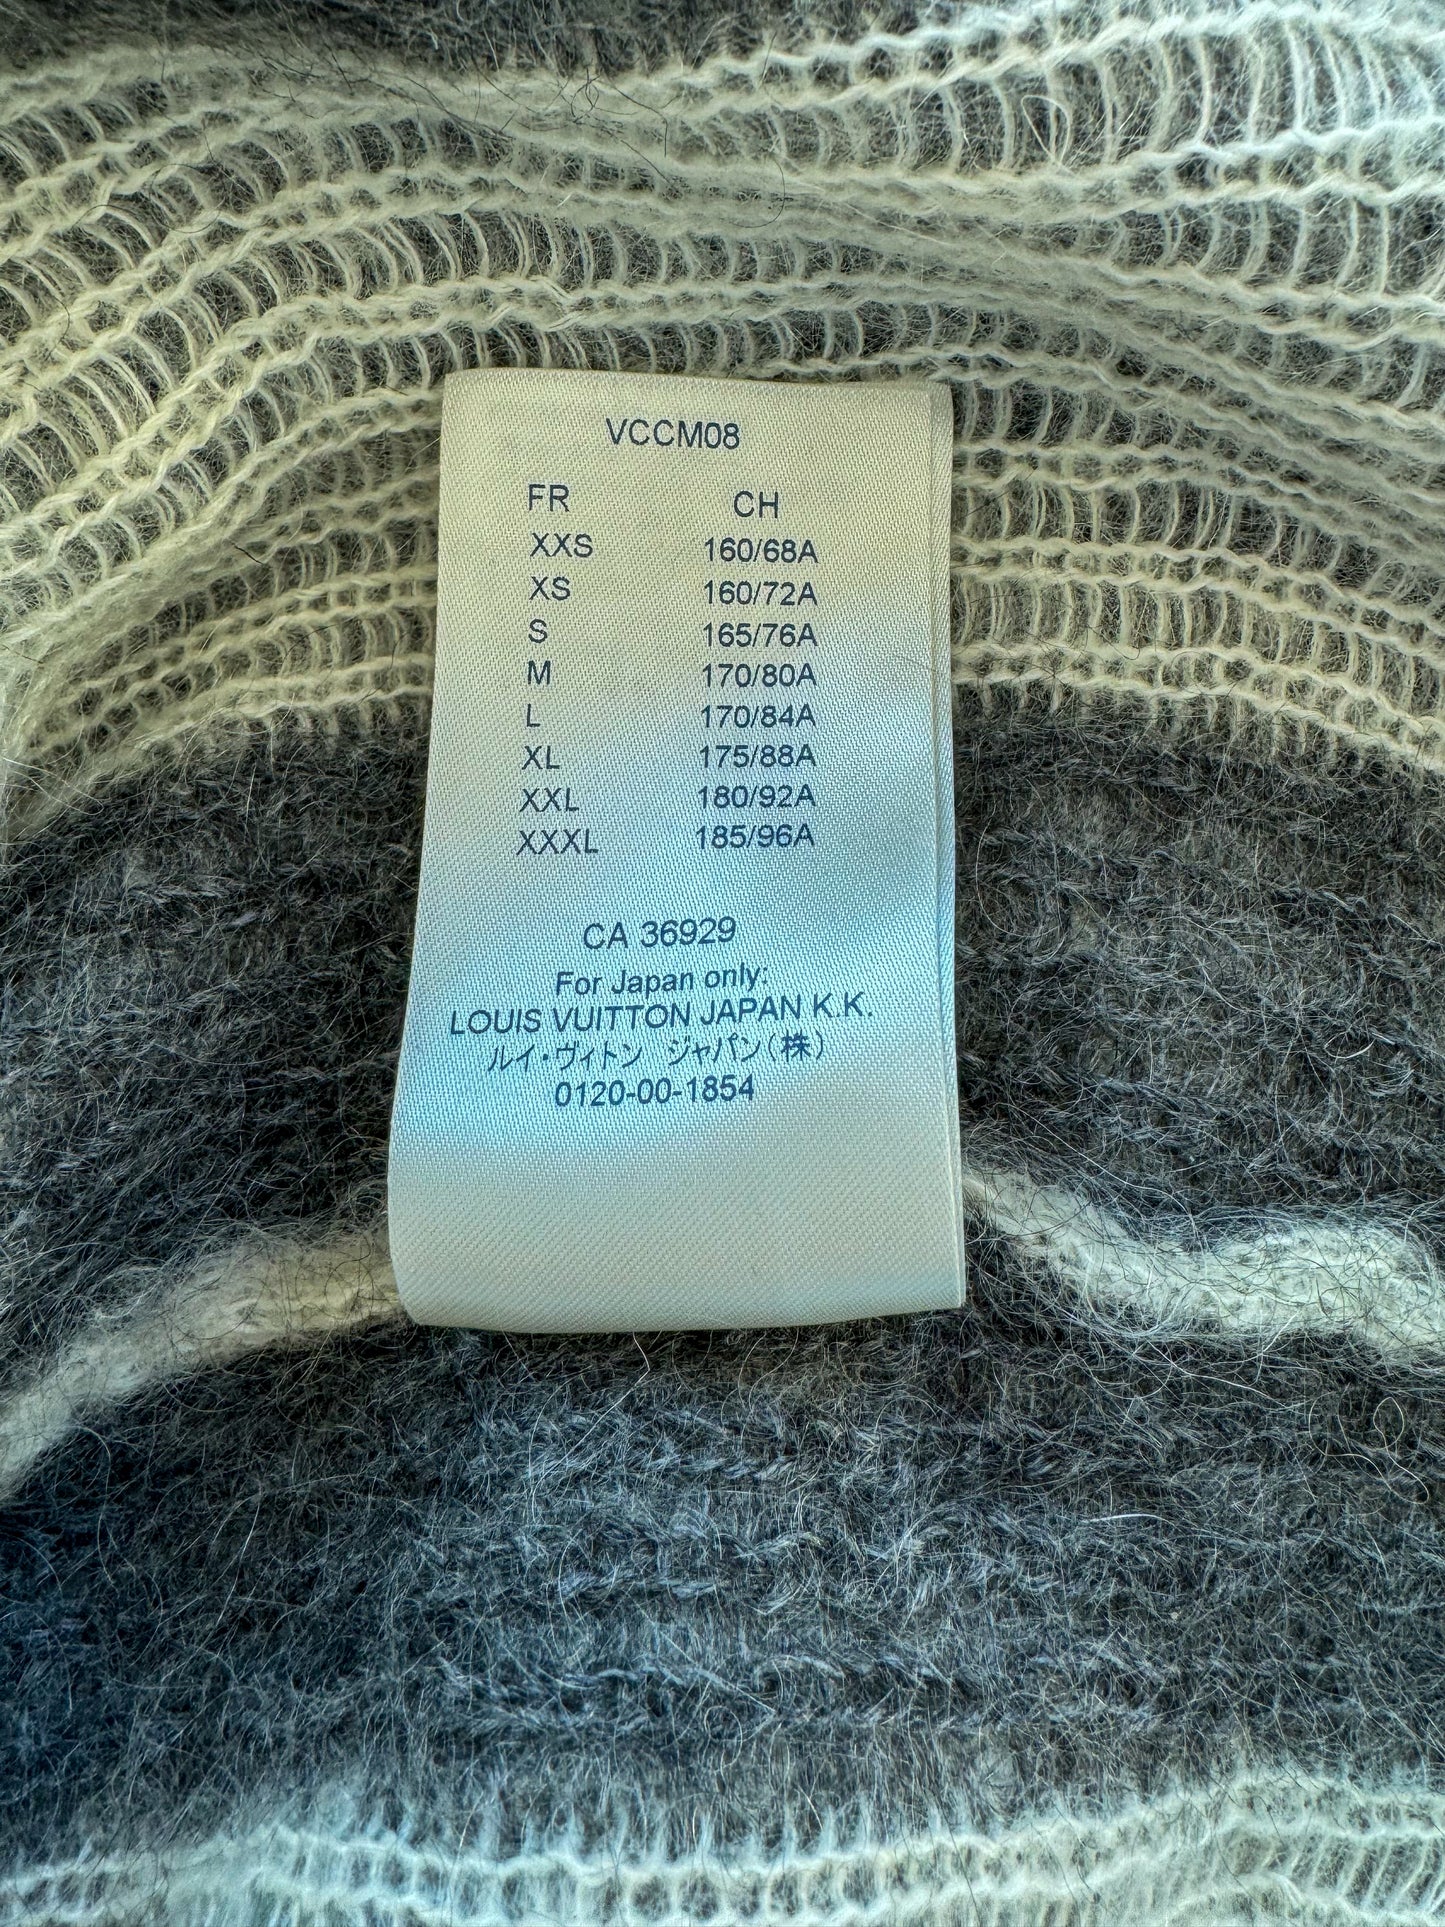 VCCM08
FR CH
XXS 160/68A
XS 160/72A
S 165/76A
M 170/80A
L 170/84A
XL 175/88A
XXL 180/92A
XXXL 185/96A
CA 36929
For Japan only:
LOUIS VUITTON JAPAN K.K.
ルイ・ヴィトン ジャパン(株)
0120-00-1854